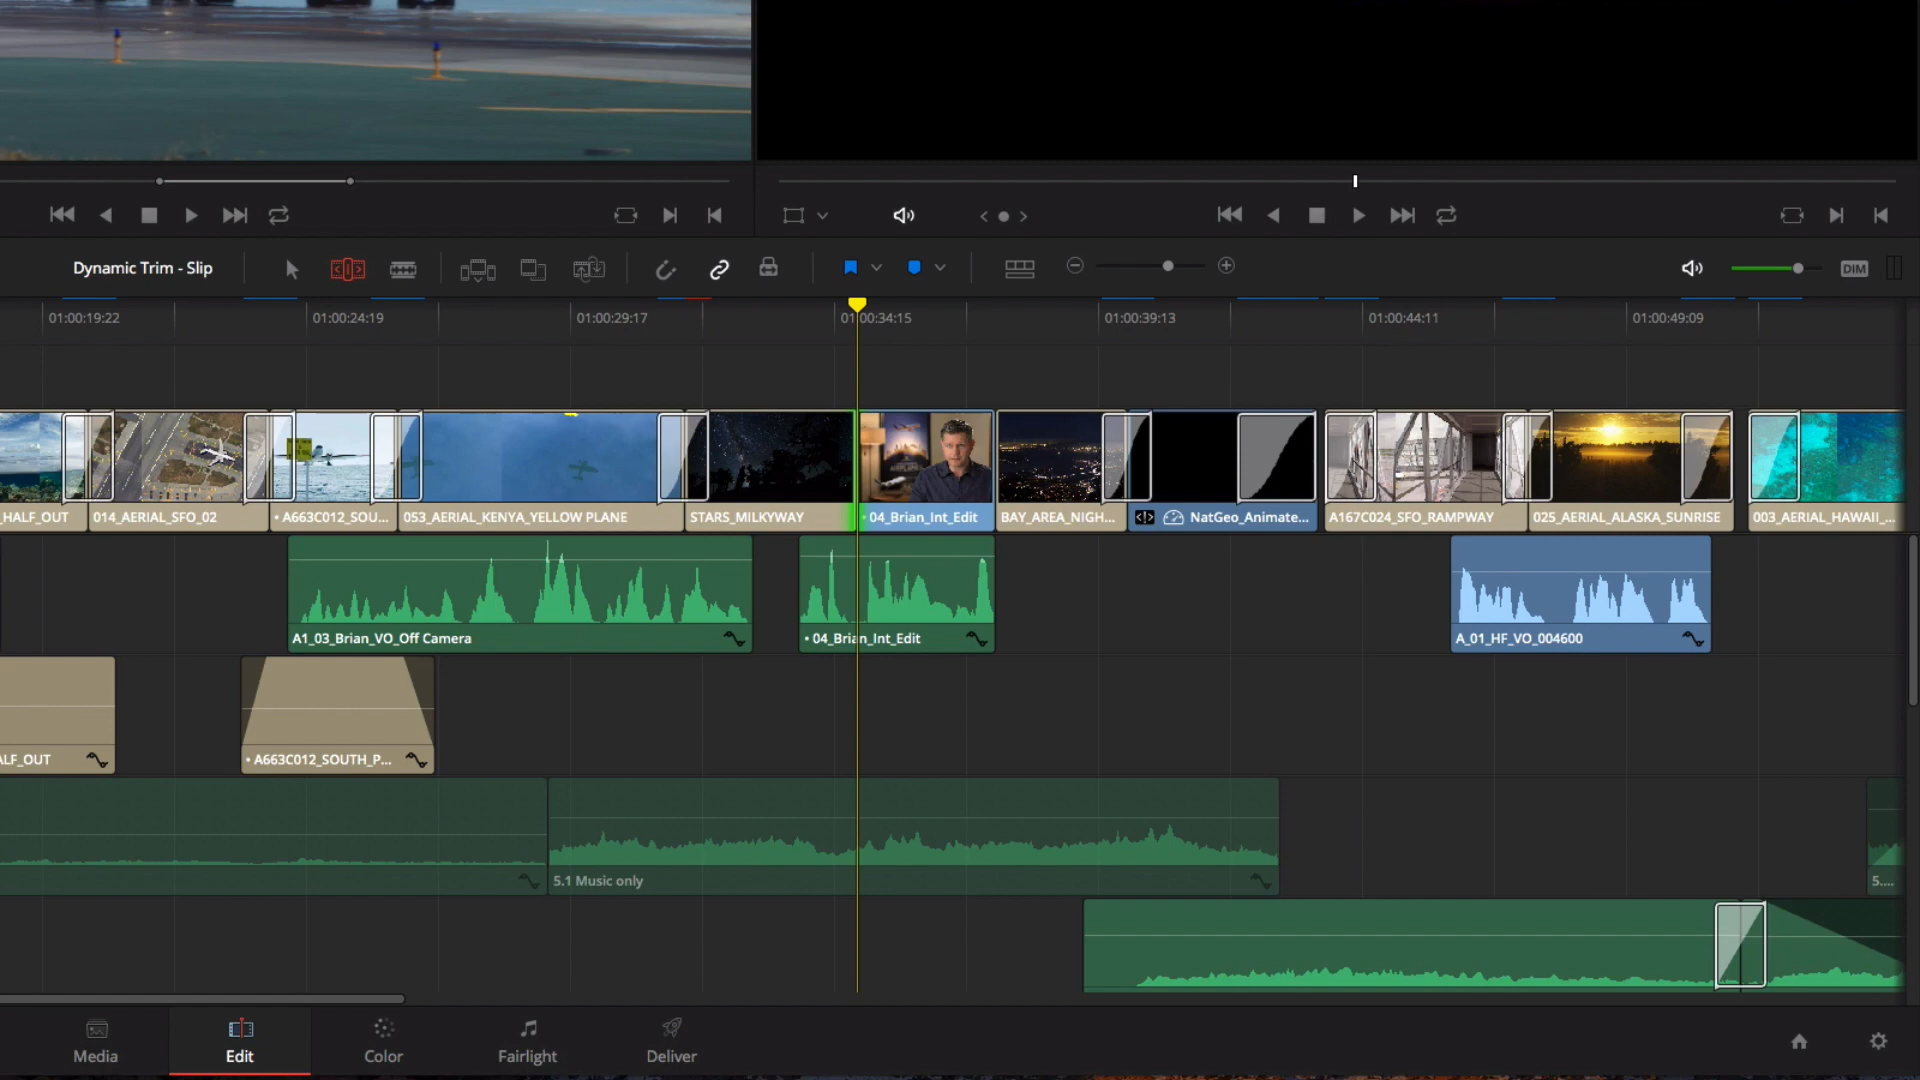 Dynamic Trim - Slip
DIM
01:00:19:22
01:00:24:19
01:00:29:17
01:00:34:15
01:00:39:13
01:00:44:11
01:00:49:09
_HALF_OUT
014_AERIAL_SFO_02
• A663C012_SOU...
053_AERIAL_KENYA_YELLOW PLANE
STARS_MILKYWAY
• 04_Brian_Int_Edit
BAY_AREA_NIGH...
NatGeo_Animate...
A167C024_SFO_RAMPWAY
025_AERIAL_ALASKA_SUNRISE
003_AERIAL_HAWAII_...
A1_03_Brian_VO_Off Camera
• 04_Brian_Int_Edit
A_01_HF_VO_004600
ALF_OUT
• A663C012_SOUTH_P...
5.1 Music only
5....
Media
Edit
Color
Fairlight
Deliver